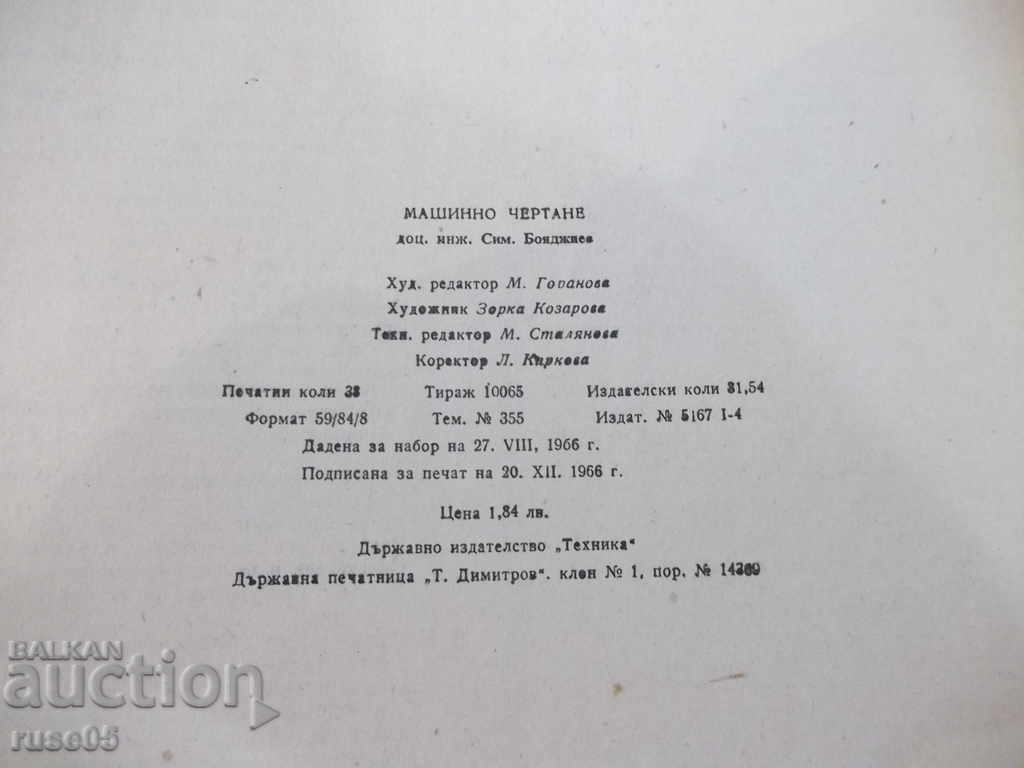 МАШИННО ЧЕРТАНЕ
доц. инж. Сим. Бояджиев
Худ. редактор М. Горанова
Художник Зорка Козарова
Техн. редактор М. Сталянова
Коректор Л. Киркова
Печатни коли 38 Тираж 10065 Издателски коли 31,54
Формат 59/84/8 Тем. № 355 Издат. № 5167 I-4
Дадена за набор на 27. VIII, 1966 г.
Подписана за печат на 20. XII. 1966 г.
Цена 1,84 лв.
Държавно издателство „Техника“
Държавна печатница „Т. Димитров“. клон № 1, пор. № 14369
BALKAN
auction
ruse05